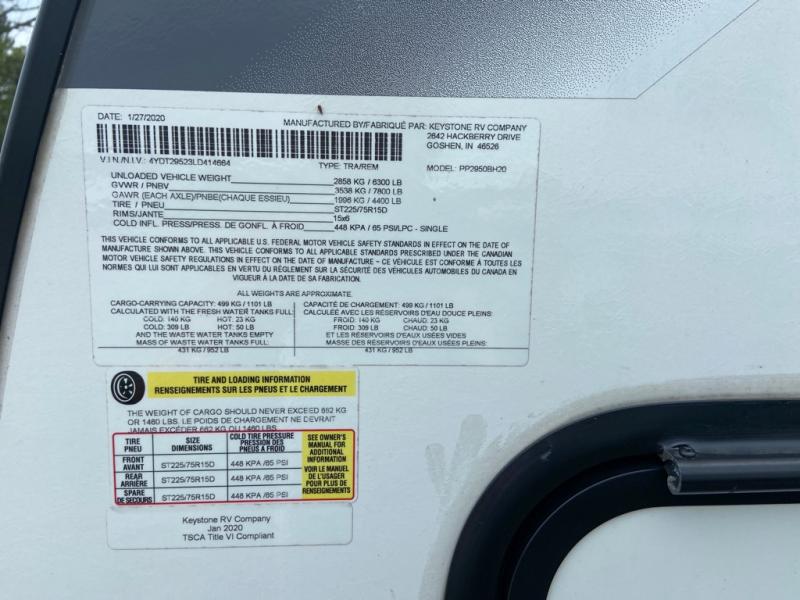 DATE: 1/27/2020
MANUFACTURED BY/FABRIQUÉ PAR: KEYSTONE RV COMPANY
2642 HACKBERRY DRIVE
GOSHEN, IN 46526
V.I.N./N.I.V.: 4YDT29523LD414664
TYPE: TRA/REM
MODEL: PP2950BH20
UNLOADED VEHICLE WEIGHT 2858 KG / 6300 LB
GVWR / PNBV 3538 KG / 7800 LB
GAWR (EACH AXLE)/PNBE(CHAQUE ESSIEU) 1996 KG / 4400 LB
TIRE / PNEU ST225/75R15D
RIMS/JANTE 15x6
COLD INFL. PRESS/PRESS. DE GONFL. À FROID 448 KPA / 65 PSI/LPC - SINGLE
THIS VEHICLE CONFORMS TO ALL APPLICABLE U.S. FEDERAL MOTOR VEHICLE SAFETY STANDARDS IN EFFECT ON THE DATE OF
MANUFACTURE SHOWN ABOVE. THIS VEHICLE CONFORMS TO ALL APPLICABLE STANDARDS PRESCRIBED UNDER THE CANADIAN
MOTOR VEHICLE SAFETY REGULATIONS IN EFFECT ON THE DATE OF MANUFACTURE – CE VÉHICULE EST CONFORME À TOUTES LES
NORMES QUI LUI SONT APPLICABLES EN VERTU DU RÈGLEMENT SUR LA SÉCURITÉ DES VÉHICULES AUTOMOBILES DU CANADA EN
VIGUEUR À LA DATE DE SA FABRICATION.
ALL WEIGHTS ARE APPROXIMATE.
CARGO-CARRYING CAPACITY: 499 KG / 1101 LB
CALCULATED WITH THE FRESH WATER TANKS FULL:
COLD: 140 KG HOT: 23 KG
COLD: 309 LB HOT: 50 LB
AND THE WASTE WATER TANKS EMPTY
MASS OF WASTE WATER TANKS FULL:
431 KG / 952 LB
CAPACITÉ DE CHARGEMENT: 499 KG / 1101 LB
CALCULÉE AVEC LES RÉSERVOIRS D'EAU DOUCE PLEINS:
FROID: 140 KG CHAUD: 23 KG
FROID: 309 LB CHAUD: 50 LB
ET LES RÉSERVOIRS D'EAUX USÉES VIDES
MASSE DES RÉSERVOIRS D'EAUX USÉES PLEINS:
431 KG / 952 LB
TIRE AND LOADING INFORMATION
RENSEIGNEMENTS SUR LES PNEUS ET LE CHARGEMENT
THE WEIGHT OF CARGO SHOULD NEVER EXCEED 662 KG
OR 1460 LBS. LE POIDS DE CHARGEMENT NE DEVRAIT
JAMAIS EXCÉDER 662 KG OU 1460 LBS.
TIRE
PNEU
SIZE
DIMENSIONS
COLD TIRE PRESSURE
PRESSION DES
PNEUS A FROID
FRONT
AVANT
ST225/75R15D
448 KPA /65 PSI
REAR
ARRIÈRE
ST225/75R15D
448 KPA /65 PSI
SPARE
DE SECOURS
ST225/75R15D
448 KPA /65 PSI
SEE OWNER'S
MANUAL FOR
ADDITIONAL
INFORMATION
VOIR LE MANUEL
DE L'USAGER
POUR PLUS DE
RENSEIGNEMENTS
Keystone RV Company
Jan 2020
TSCA Title VI Compliant